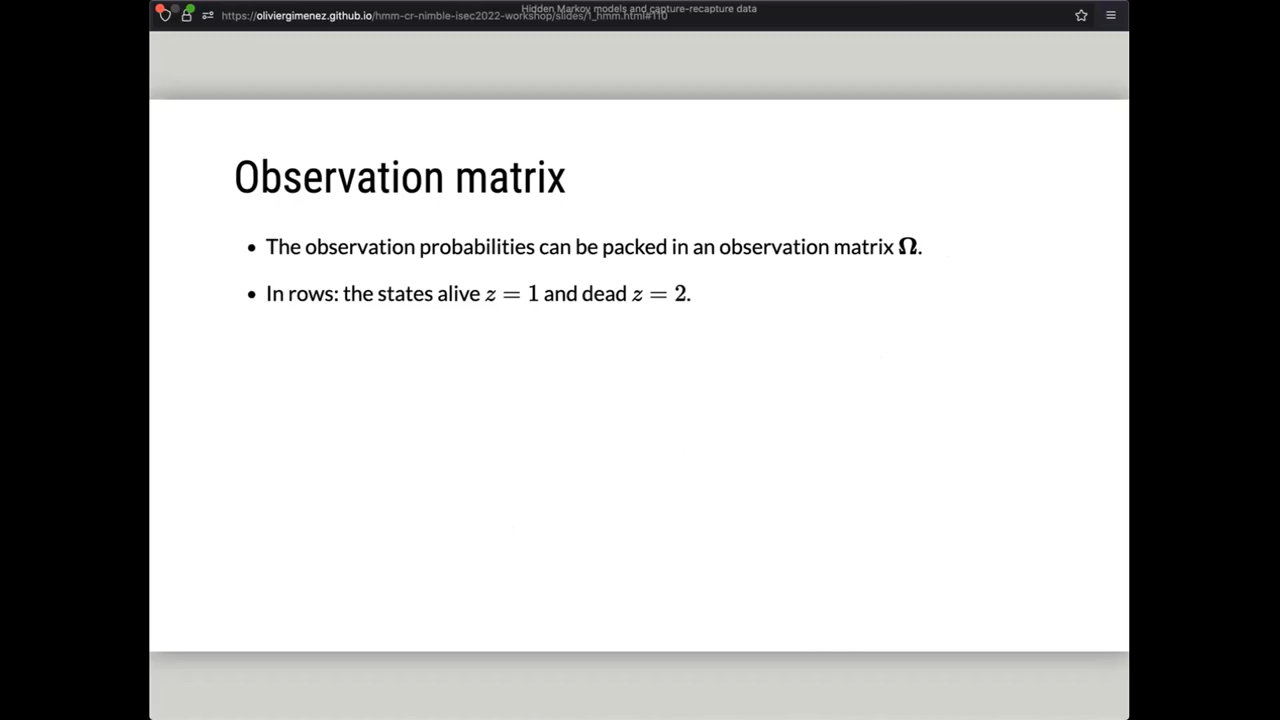 Hidden Markov models and capture-recapture data
https://oliviergimenez.github.io/hmm-cr-nimble-isec2022-workshop/slides/1_hmm.html#110
Observation matrix
• The observation probabilities can be packed in an observation matrix Ω.
• In rows: the states alive z = 1 and dead z = 2.